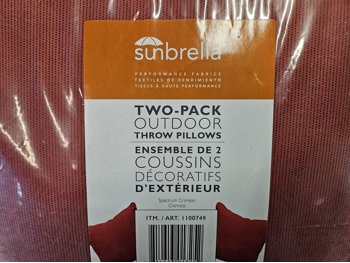 sunbrella
PERFORMANCE FABRICS
TEXTILES DE RENDIMIENTO
TISSUS À HAUTE PERFORMANCE
TWO-PACK
OUTDOOR
THROW PILLOWS
ENSEMBLE DE 2
COUSSINS
DÉCORATIFS
D'EXTÉRIEUR
Spectrum Crimson
Cramoisi
ITM. / ART. 1100749